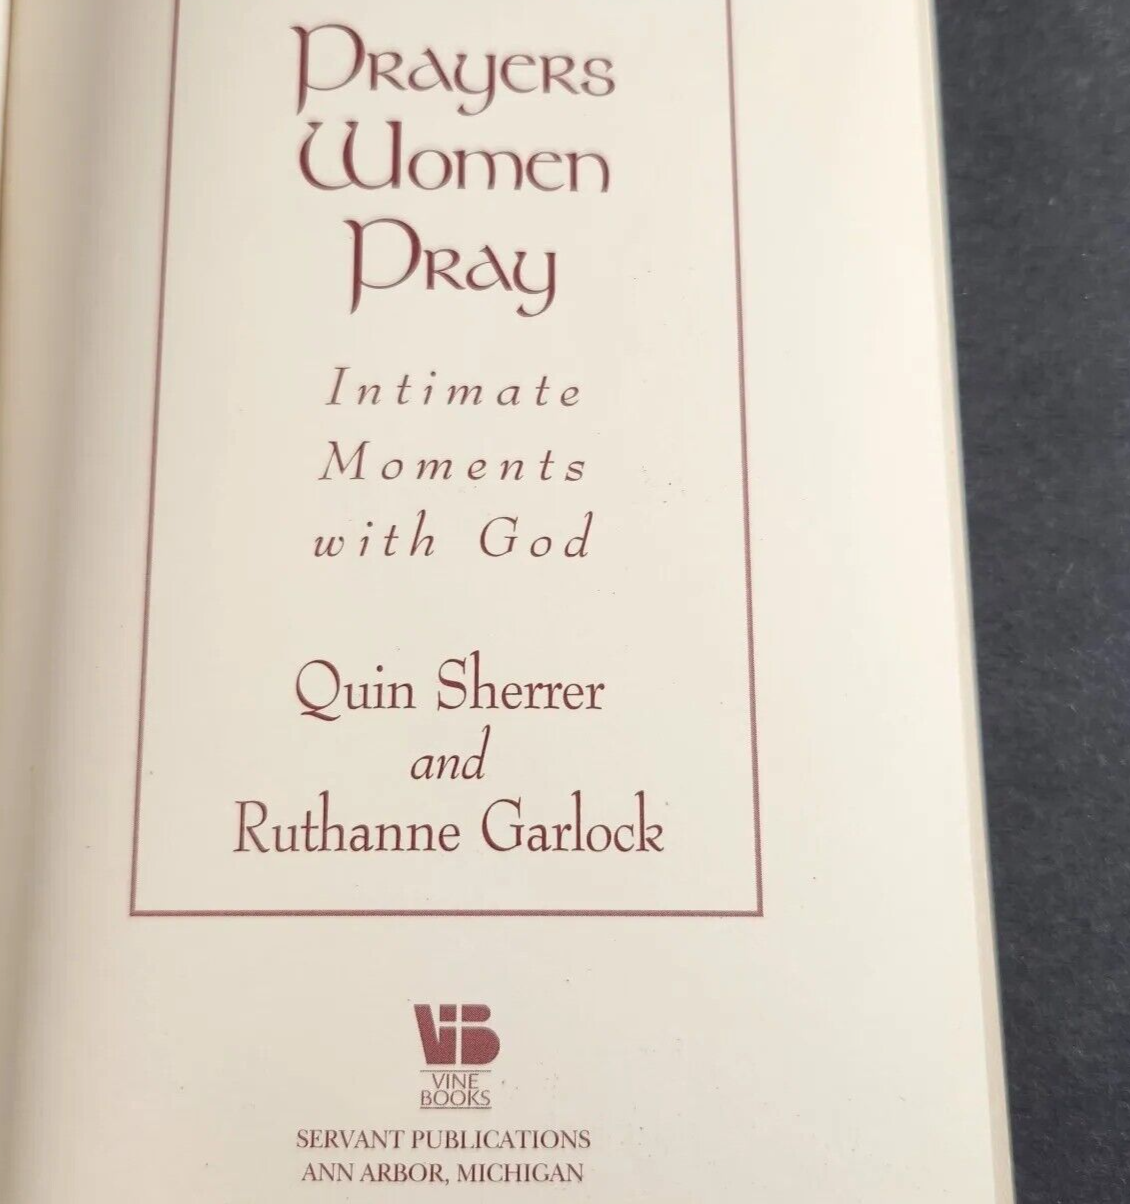 Prayers
Women
Pray
Intimate
Moments
with God
Quin Sherrer
and
Ruthanne Garlock
VB
VINE
BOOKS
SERVANT PUBLICATIONS
ANN ARBOR, MICHIGAN